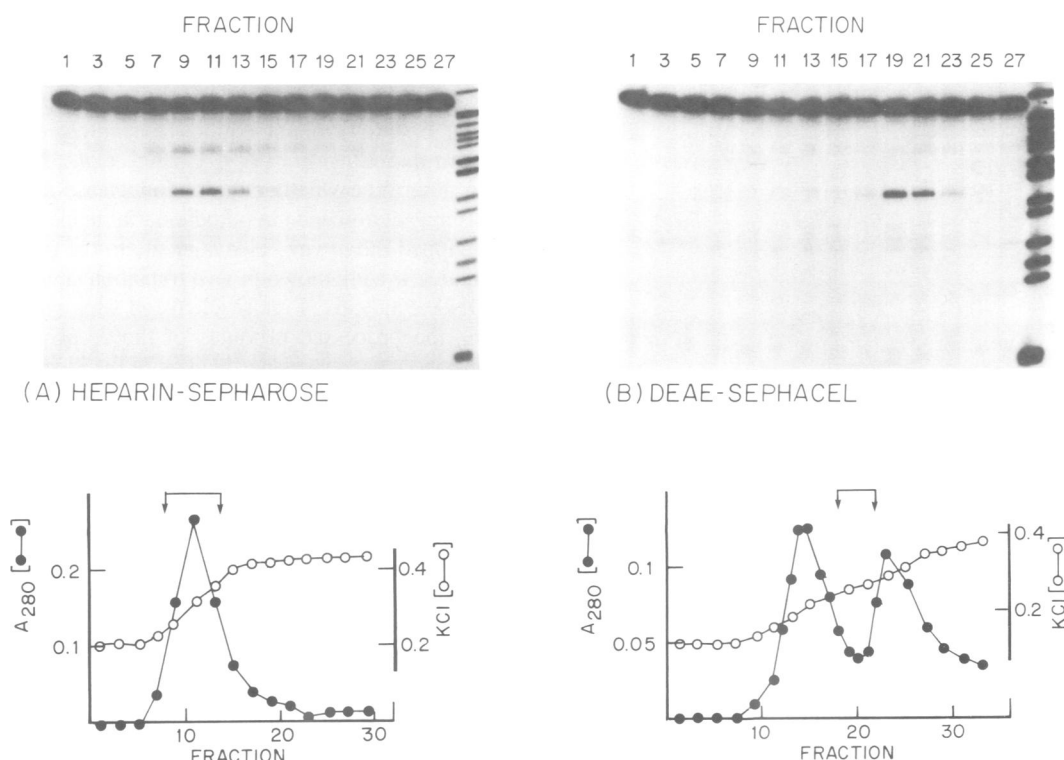 FRACTION
1 3 5 7 9 11 13 15 17 19 21 23 25 27
(A) HEPARIN-SEPHAROSE
FRACTION
1 3 5 7 9 11 13 15 17 19 21 23 25 27
(B) DEAE-SEPHACEL
A280 [●—●]
0.2
0.1
0.4
0.2
KCl [○—○]
10 20 30
FRACTION
A280 [●—●]
0.1
0.05
0.4
0.2
KCl [○—○]
10 20 30
FRACTION